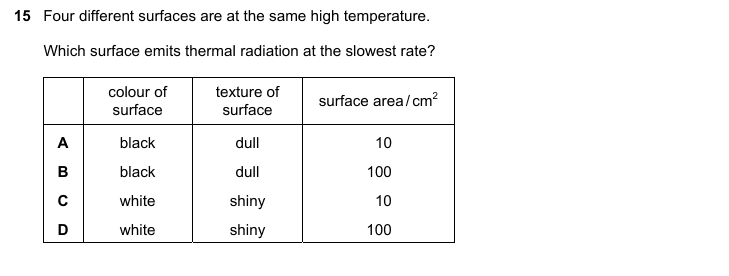 15 Four different surfaces are at the same high temperature.
Which surface emits thermal radiation at the slowest rate?
colour of surface texture of surface surface area / cm²
A black dull 10
B black dull 100
C white shiny 10
D white shiny 100